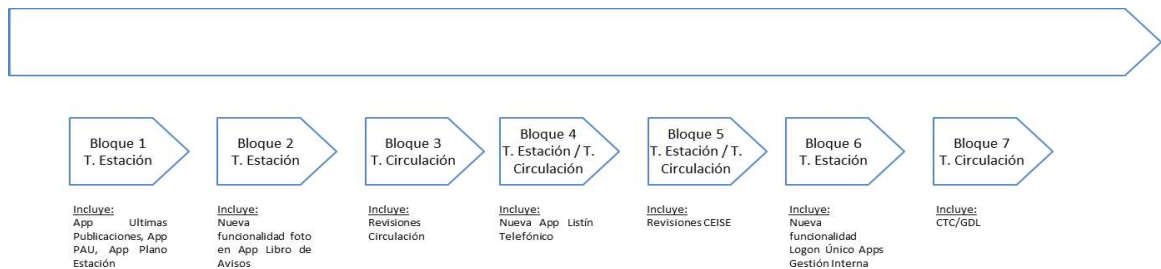 Bloque 1
T. Estación
Bloque 2
T. Estación
Bloque 3
T. Circulación
Bloque 4
T. Estación / T.
Circulación
Bloque 5
T. Estación / T.
Circulación
Bloque 6
T. Estación
Bloque 7
T. Circulación
Incluye:
App Ultimas
Publicaciones, App
PAU, App Plano
Estación
Incluye:
Nueva
funcionalidad foto
en App Libro de
Avisos
Incluye:
Revisiones
Circulación
Incluye:
Nueva App Listín
Telefónico
Incluye:
Revisiones CEISE
Incluye:
Nueva
funcionalidad
Logon Único Apps
Gestión Interna
Incluye:
CTC/GDL